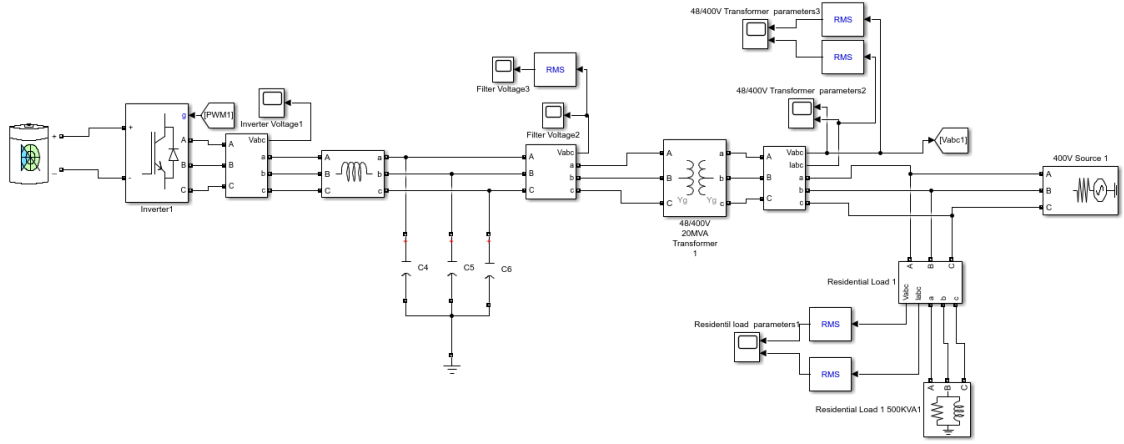 48/400V Transformer parameters3
RMS
RMS
RMS
Filter Voltage3
48/400V Transformer parameters2
+
-
+
-
g
A
B
C
Inverter1
[PWM1]
Inverter Voltage1
A
B
C
Vabc
a
b
c
A
B
C
a
b
c
Filter Voltage2
A
B
C
Vabc
a
b
c
A
B
C
a
b
c
Yg
Yg
48/400V
20MVA
Transformer
1
A
B
C
Vabc
Iabc
a
b
c
[Vabc1]
400V Source 1
A
B
C
+
+
+
C4
C5
C6
A
B
C
Residential Load 1
Vabc
Iabc
a
b
c
Residentil load parameters1
RMS
RMS
A
B
C
Residential Load 1 500KVA1